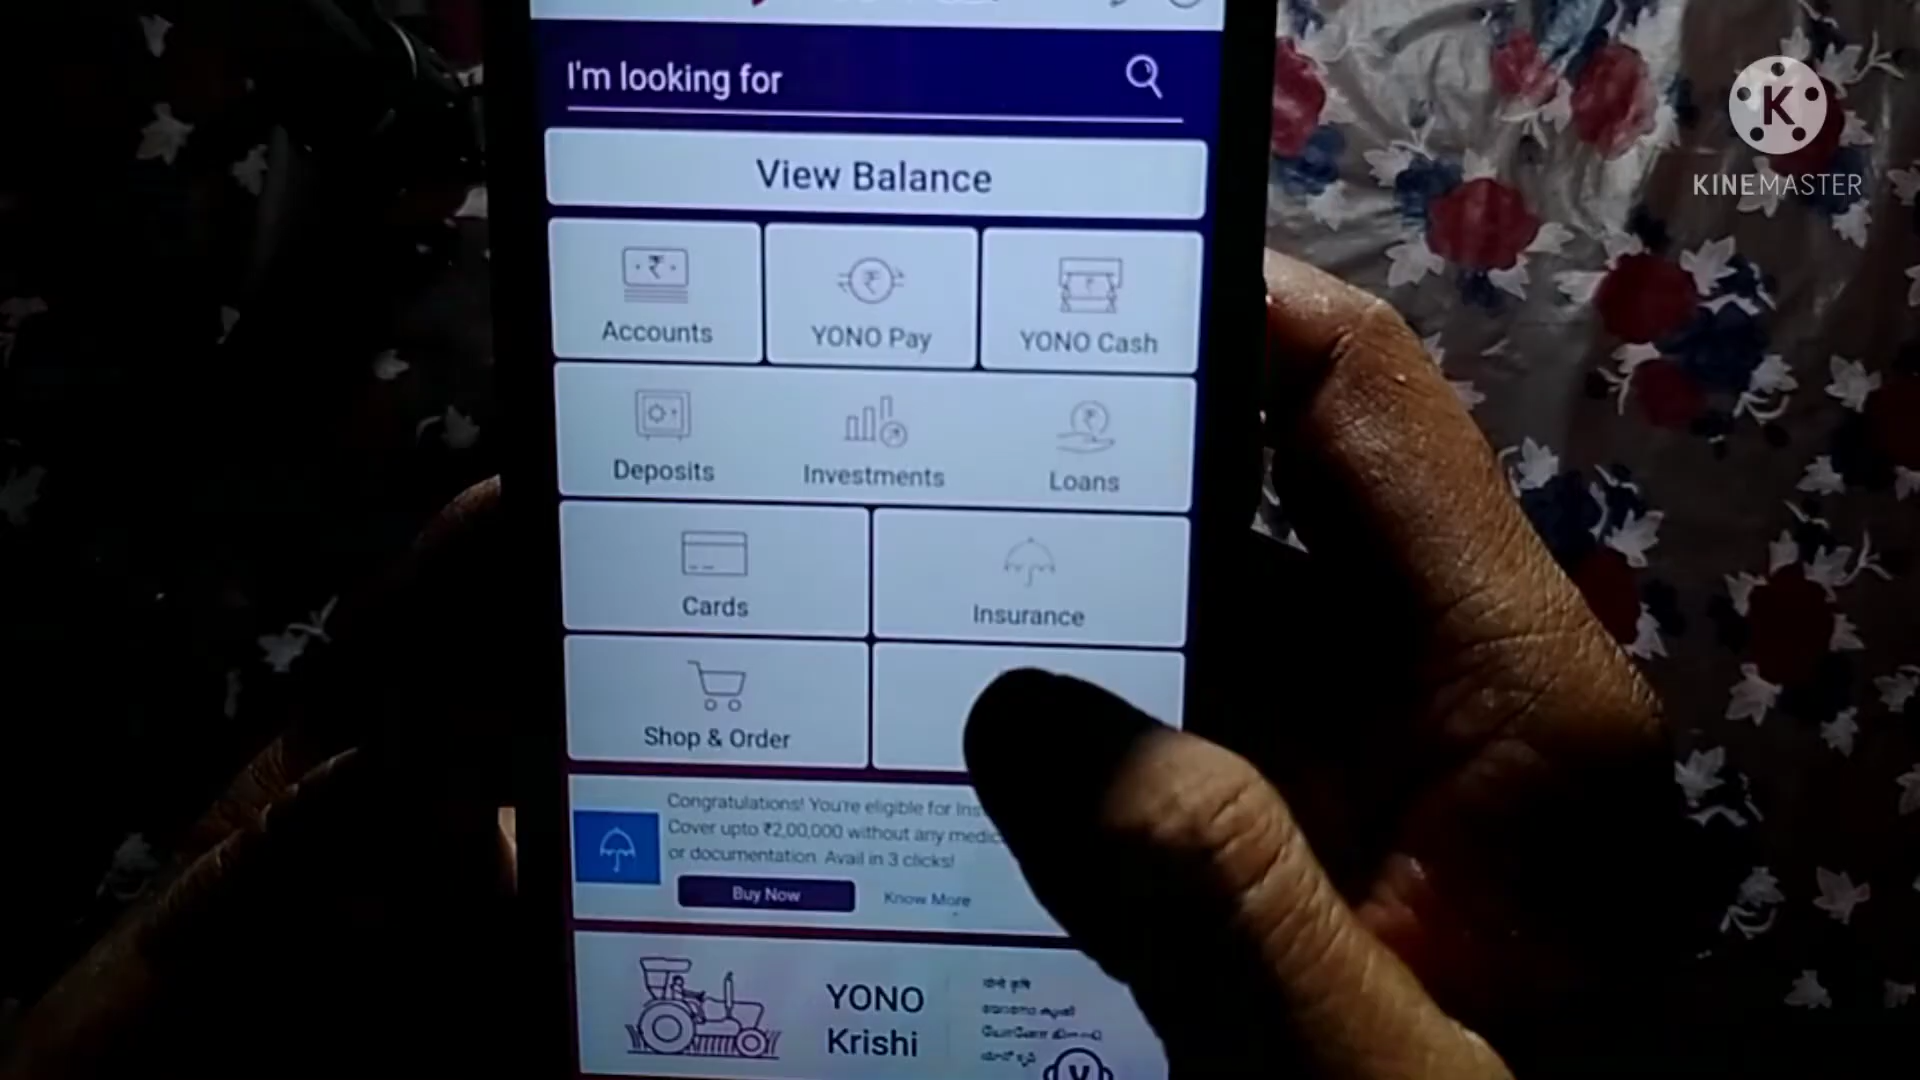 I'm looking for
View Balance
Accounts
YONO Pay
YONO Cash
Deposits
Investments
Loans
Cards
Insurance
Shop & Order
Congratulations! You're eligible for
Cover upto ₹2,00,000 without any
or documentation. Avail in 3 clicks!
Buy Now
Know More
YONO
Krishi
योनो कृषि
K
KINEMASTER